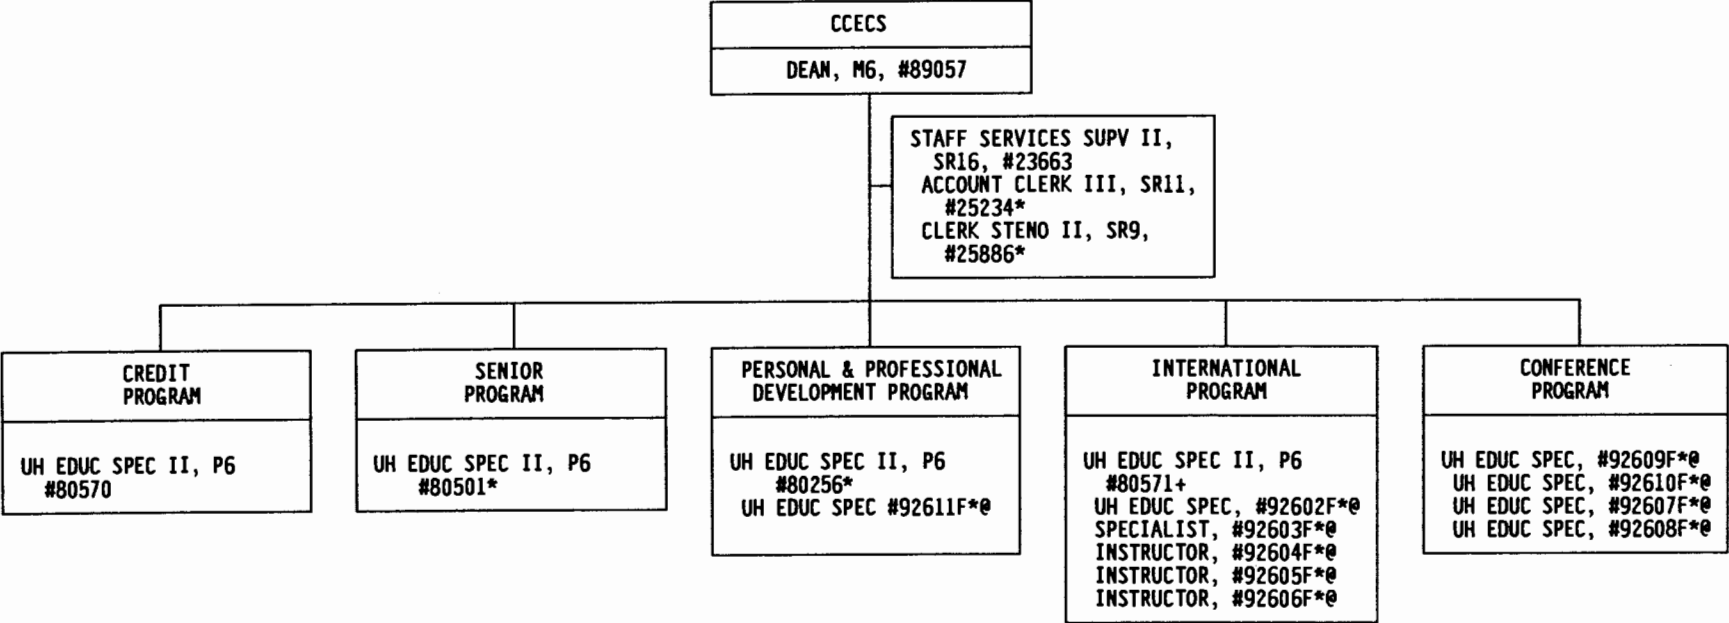 CCECS
DEAN, M6, #89057
STAFF SERVICES SUPV II,
SR16, #23663
ACCOUNT CLERK III, SR11,
#25234*
CLERK STENO II, SR9,
#25886*
CREDIT
PROGRAM
UH EDUC SPEC II, P6
#80570
SENIOR
PROGRAM
UH EDUC SPEC II, P6
#80501*
PERSONAL & PROFESSIONAL
DEVELOPMENT PROGRAM
UH EDUC SPEC II, P6
#80256*
UH EDUC SPEC #92611F*@
INTERNATIONAL
PROGRAM
UH EDUC SPEC II, P6
#80571+
UH EDUC SPEC, #92602F*@
SPECIALIST, #92603F*@
INSTRUCTOR, #92604F*@
INSTRUCTOR, #92605F*@
INSTRUCTOR, #92606F*@
CONFERENCE
PROGRAM
UH EDUC SPEC, #92609F*@
UH EDUC SPEC, #92610F*@
UH EDUC SPEC, #92607F*@
UH EDUC SPEC, #92608F*@